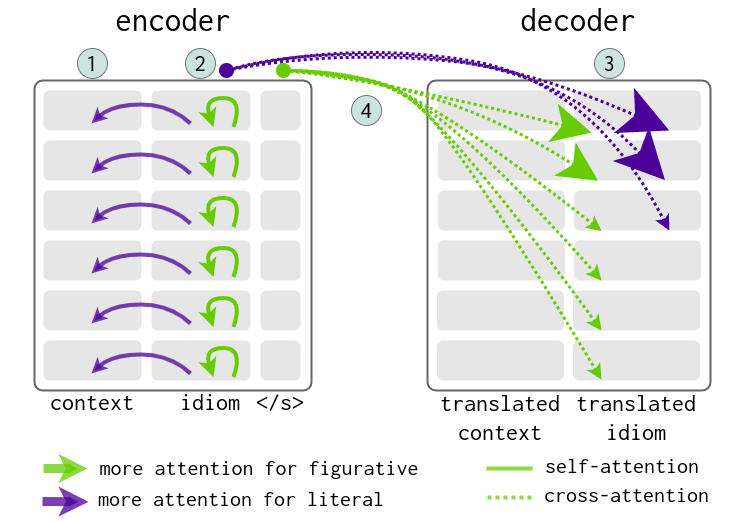 encoder
decoder
1
2
3
4
context
idiom
</s>
translated
context
translated
idiom
more attention for figurative
more attention for literal
self-attention
cross-attention